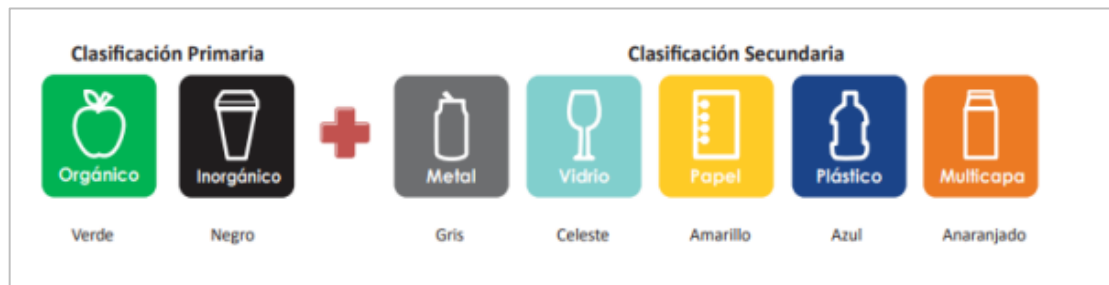 Clasificación Primaria
Clasificación Secundaria
Orgánico
Inorgánico
Metal
Vidrio
Papel
Plástico
Multicapa
Verde
Negro
Gris
Celeste
Amarillo
Azul
Anaranjado